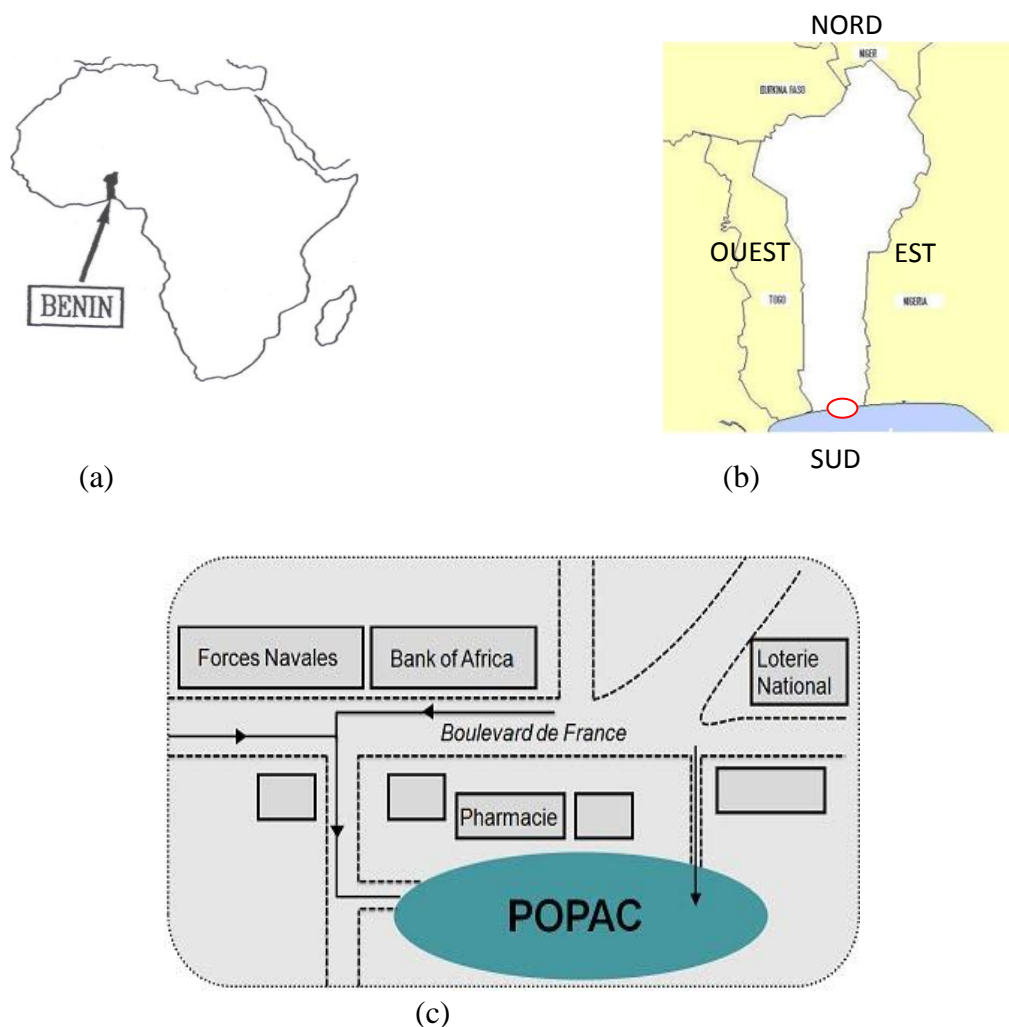 NORD
NIGER
BURKINA FASO
OUEST
EST
BENIN
TOGO
NIGERIA
SUD
(a)
(b)
Forces Navales
Bank of Africa
Loterie
National
Boulevard de France
Pharmacie
POPAC
(c)